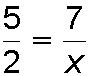 5/2 = 7/x